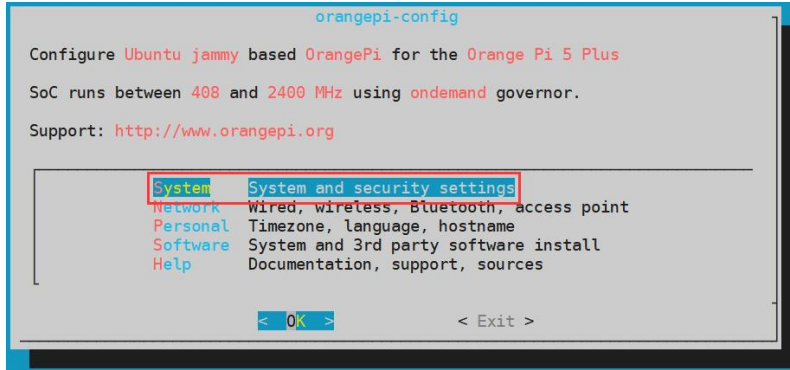 orangepi-config
Configure Ubuntu jammy based OrangePi for the Orange Pi 5 Plus
SoC runs between 408 and 2400 MHz using ondemand governor.
Support: http://www.orangepi.org
System System and security settings
Network Wired, wireless, Bluetooth, access point
Personal Timezone, language, hostname
Software System and 3rd party software install
Help Documentation, support, sources
< OK > < Exit >